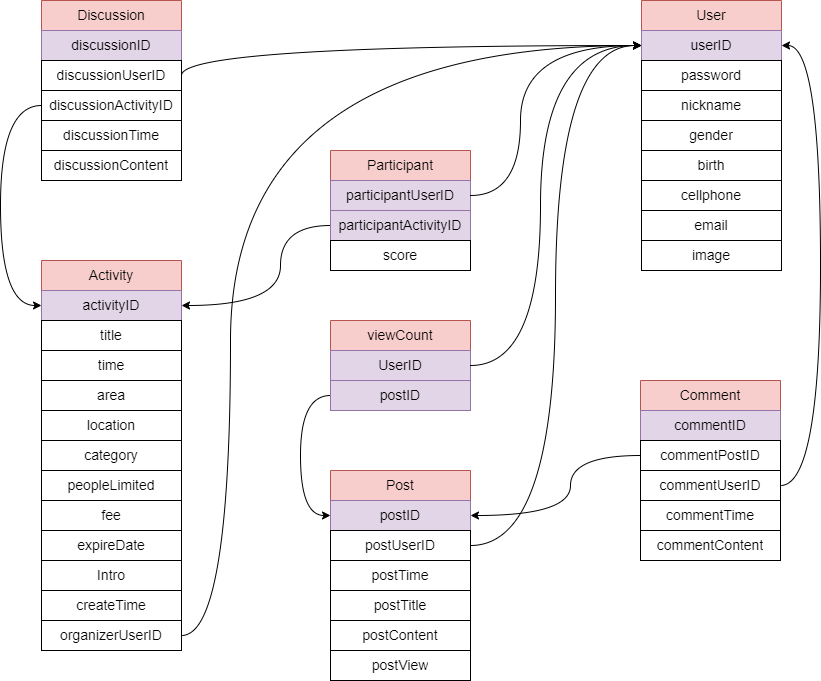 Discussion
discussionID
discussionUserID
discussionActivityID
discussionTime
discussionContent
User
userID
password
nickname
gender
birth
cellphone
email
image
Participant
participantUserID
participantActivityID
score
Activity
activityID
title
time
area
location
category
peopleLimited
fee
expireDate
Intro
createTime
organizerUserID
viewCount
UserID
postID
Post
postID
postUserID
postTime
postTitle
postContent
postView
Comment
commentID
commentPostID
commentUserID
commentTime
commentContent